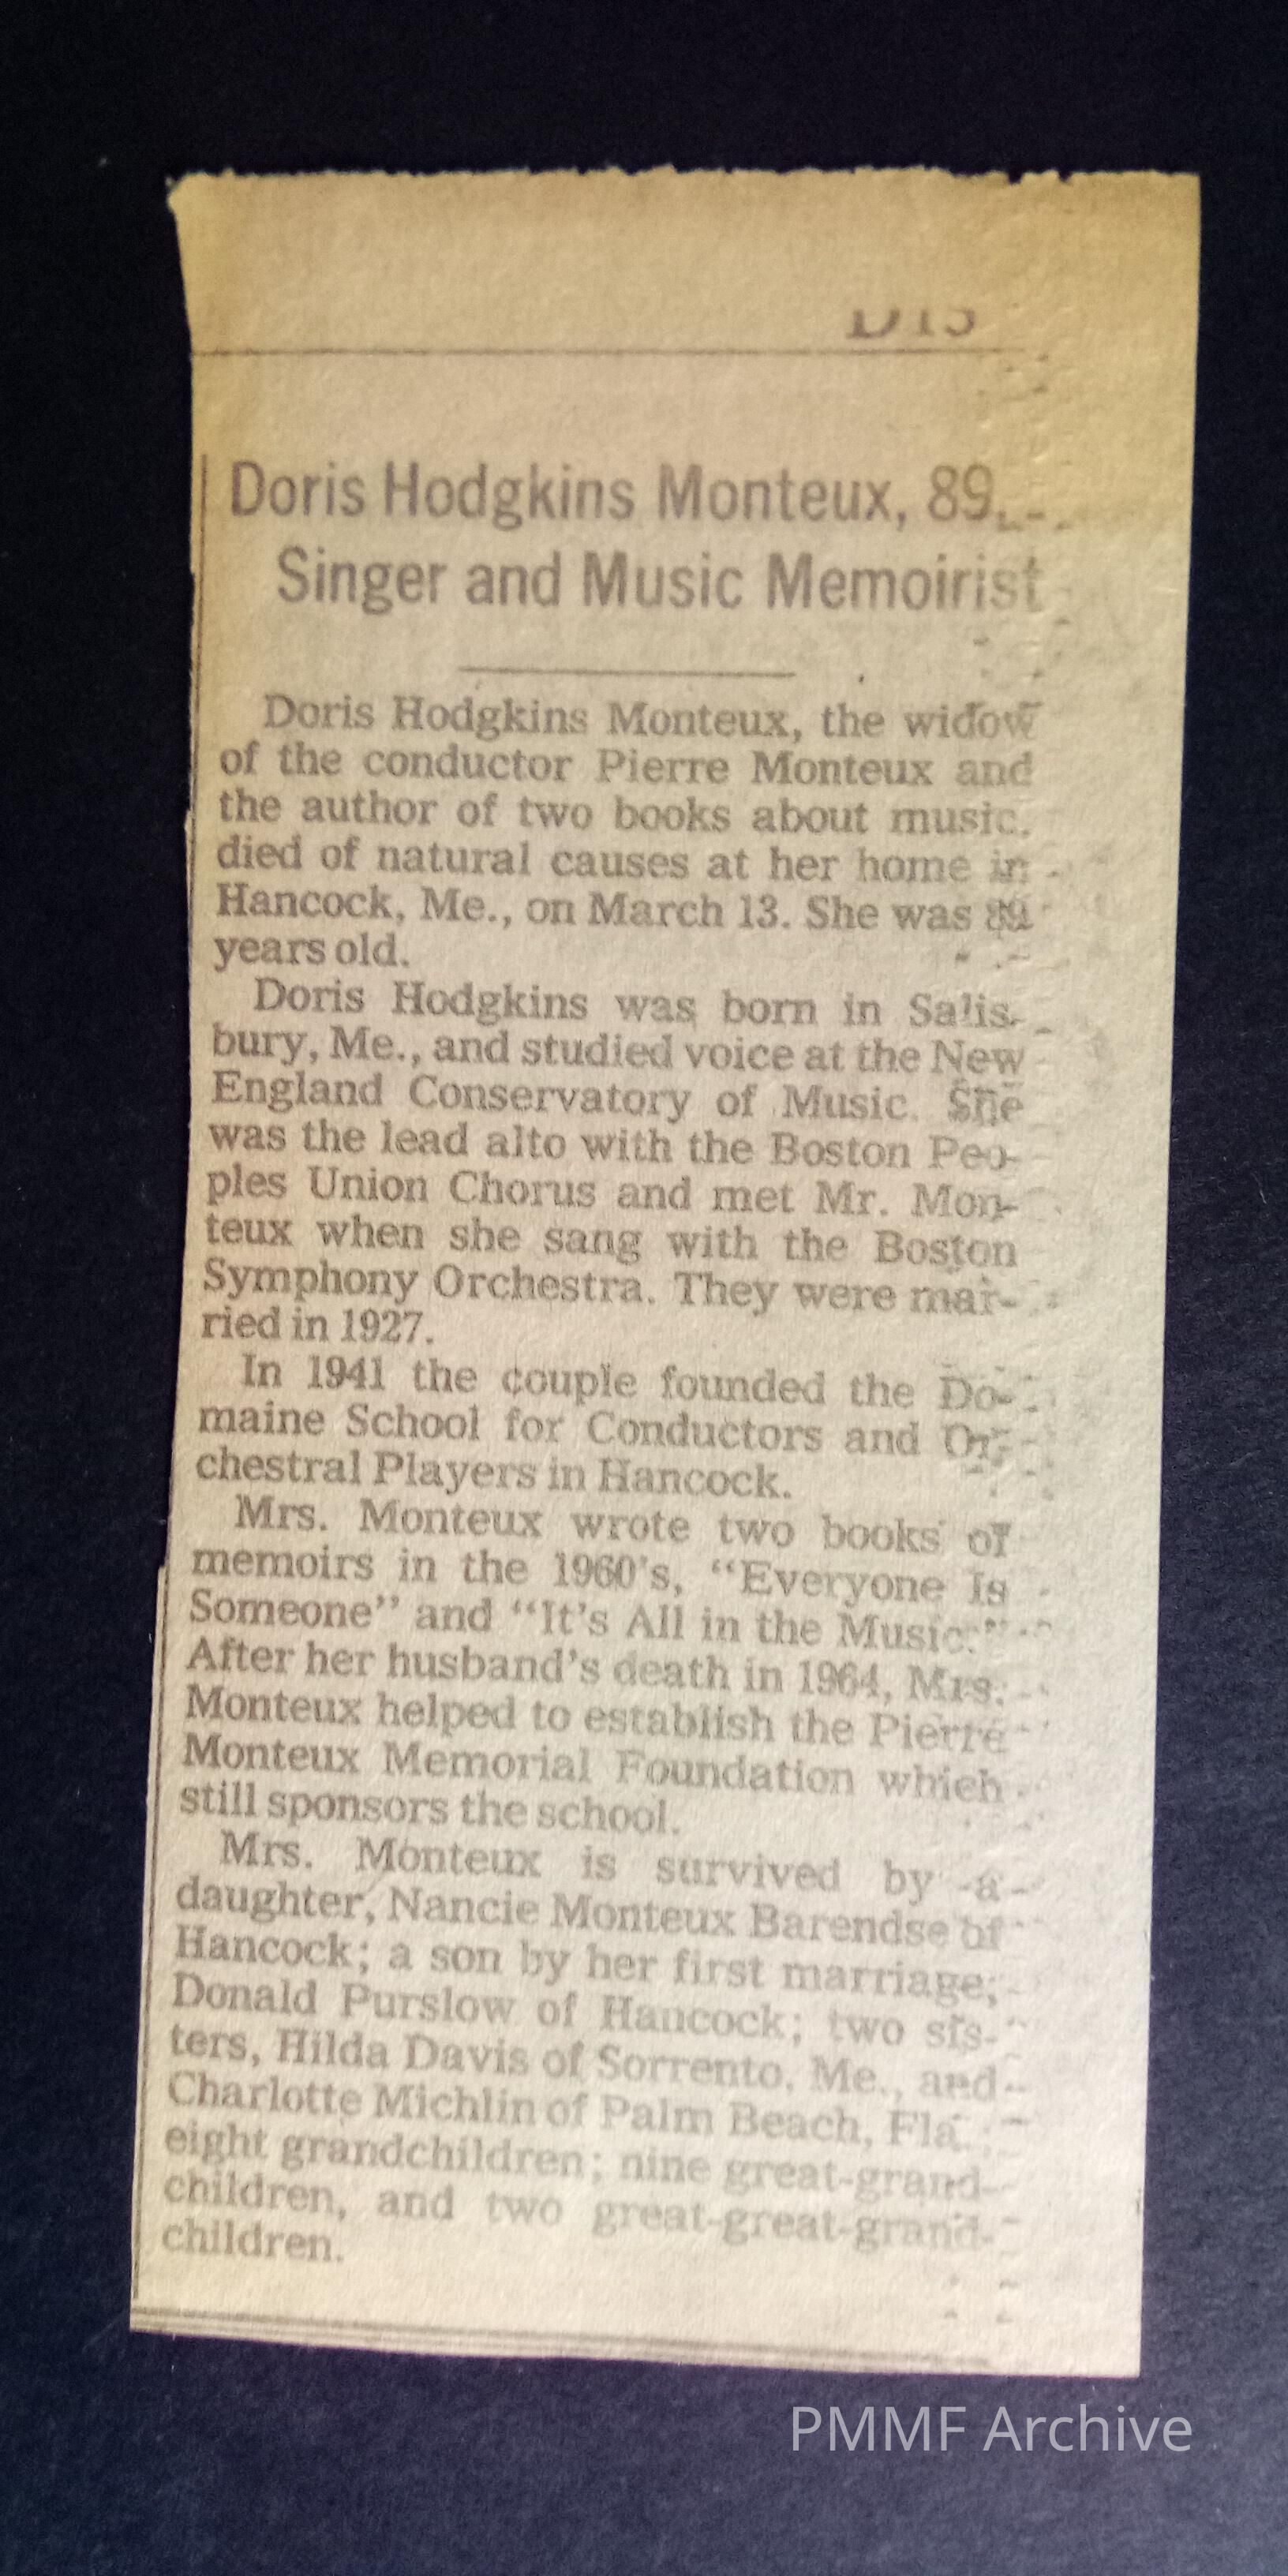 D13
Doris Hodgkins Monteux, 89,
Singer and Music Memoirist
Doris Hodgkins Monteux, the widow
of the conductor Pierre Monteux and
the author of two books about music,
died of natural causes at her home in
Hancock, Me., on March 13. She was 89
years old.
Doris Hodgkins was born in Salis-
bury, Me., and studied voice at the New
England Conservatory of Music. She
was the lead alto with the Boston Peo-
ples Union Chorus and met Mr. Mon-
teux when she sang with the Boston
Symphony Orchestra. They were mar-
ried in 1927.
In 1941 the couple founded the Do-
maine School for Conductors and Or-
chestral Players in Hancock.
Mrs. Monteux wrote two books of
memoirs in the 1960's, “Everyone Is
Someone” and “It's All in the Music.”
After her husband's death in 1964, Mrs.
Monteux helped to establish the Pierre
Monteux Memorial Foundation which
still sponsors the school.
Mrs. Monteux is survived by a
daughter, Nancie Monteux Barendse of
Hancock; a son by her first marriage,
Donald Purslow of Hancock; two sis-
ters, Hilda Davis of Sorrento, Me., and
Charlotte Michlin of Palm Beach, Fla.;
eight grandchildren; nine great-grand-
children, and two great-great-grand-
children.
PMMF Archive